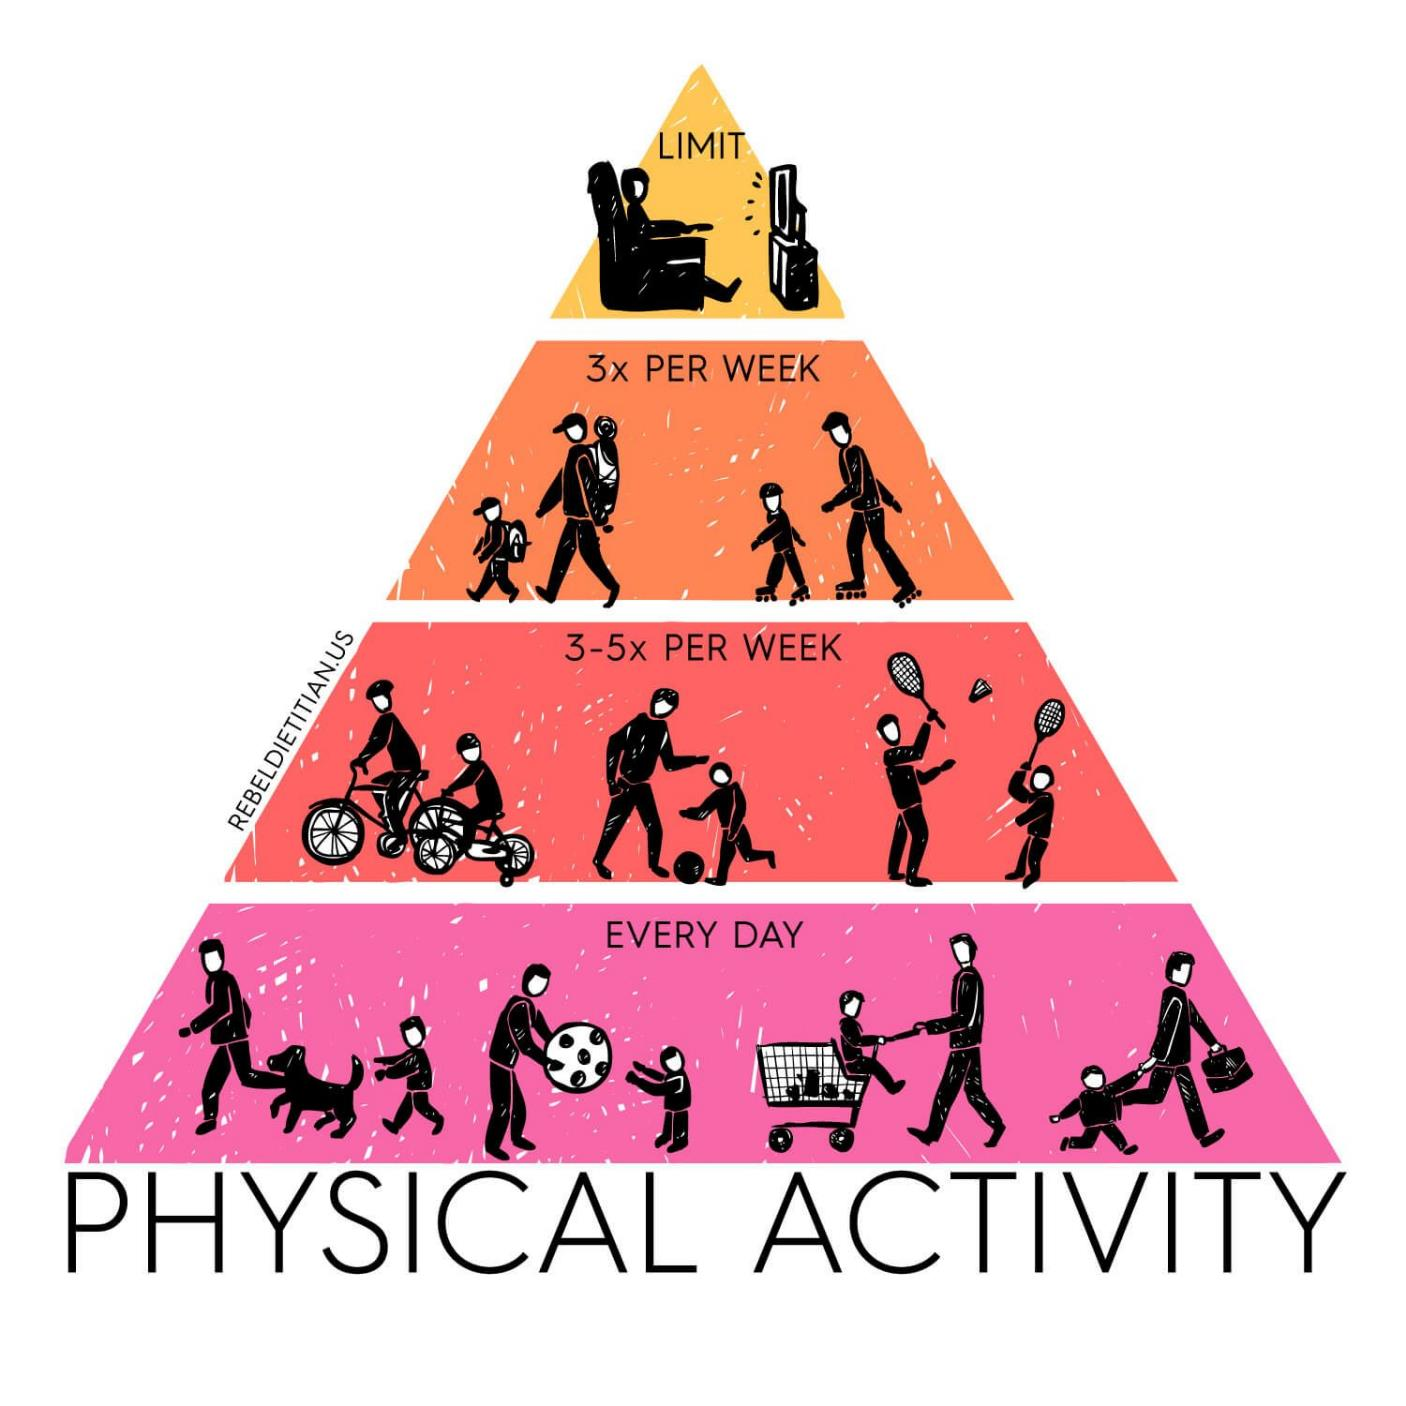 LIMIT
3x PER WEEK
3-5x PER WEEK
REBELDIETITIAN.US
EVERY DAY
PHYSICAL ACTIVITY